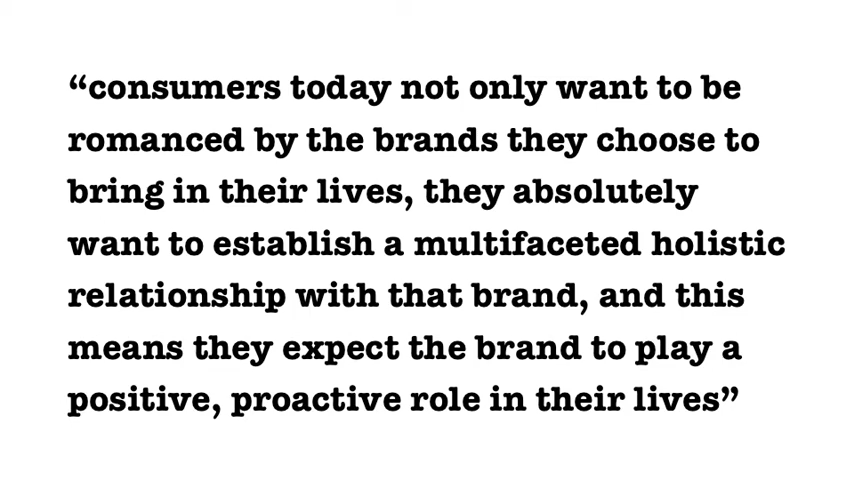 “consumers today not only want to be
romanced by the brands they choose to
bring in their lives, they absolutely
want to establish a multifaceted holistic
relationship with that brand, and this
means they expect the brand to play a
positive, proactive role in their lives”